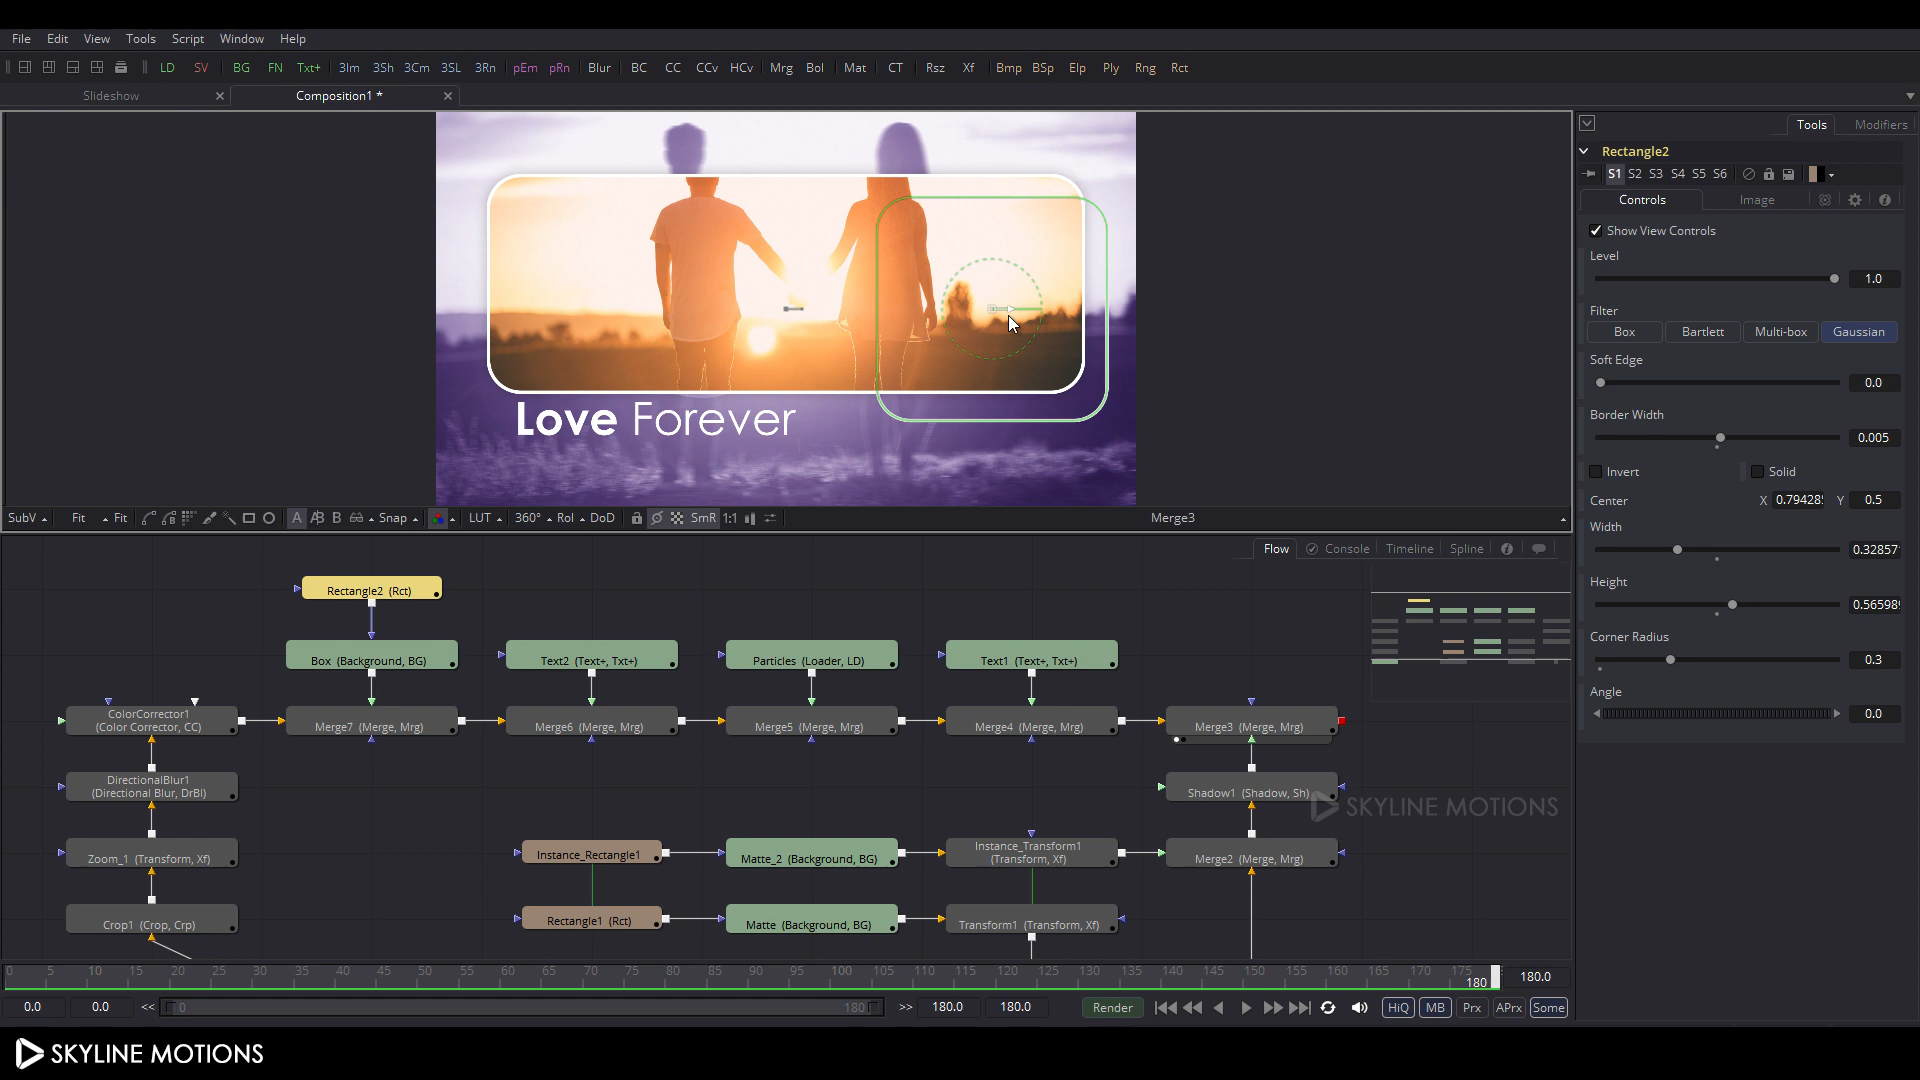 File Edit View Tools Script Window Help
LD SV BG FN Txt+ 3Im 3Sh 3Cm 3SL 3Rn pEm pRn Blur BC CC CCv HCv Mrg Bol Mat CT Rsz Xf Bmp BSp Elp Ply Rng Rct
Slideshow Composition1 *
Tools Modifiers
Rectangle2
S1 S2 S3 S4 S5 S6
Controls Image
Show View Controls
Level
1.0
Filter
Box Bartlett Multi-box Gaussian
Soft Edge
0.0
Border Width
0.005
Invert Solid
Center X 0.79428 Y 0.5
Width
0.32857
Height
0.56598
Corner Radius
0.3
Angle
0.0
Love Forever
SubV Fit Fit A B B Snap LUT 360° RoI DoD SmR 1:1 Merge3
Flow Console Timeline Spline
Rectangle2 (Rct)
Box (Background, BG) Text2 (Text+, Txt+) Particles (Loader, LD) Text1 (Text+, Txt+)
ColorCorrector1
(Color Corrector, CC)
Merge7 (Merge, Mrg) Merge6 (Merge, Mrg) Merge5 (Merge, Mrg) Merge4 (Merge, Mrg) Merge3 (Merge, Mrg)
DirectionalBlur1
(Directional Blur, DrBl)
Shadow1 (Shadow, Sh)
SKYLINE MOTIONS
Zoom_1 (Transform, Xf) Instance_Rectangle1 Matte_2 (Background, BG)
Instance_Transform1
(Transform, Xf)
Merge2 (Merge, Mrg)
Crop1 (Crop, Crp) Rectangle1 (Rct) Matte (Background, BG) Transform1 (Transform, Xf)
0 5 10 15 20 25 30 35 40 45 50 55 60 65 70 75 80 85 90 95 100 105 110 115 120 125 130 135 140 145 150 155 160 165 170 175
180 180.0
0.0 0.0 << 0 180 >> 180.0 180.0 Render HiQ MB Prx APrx Some
SKYLINE MOTIONS